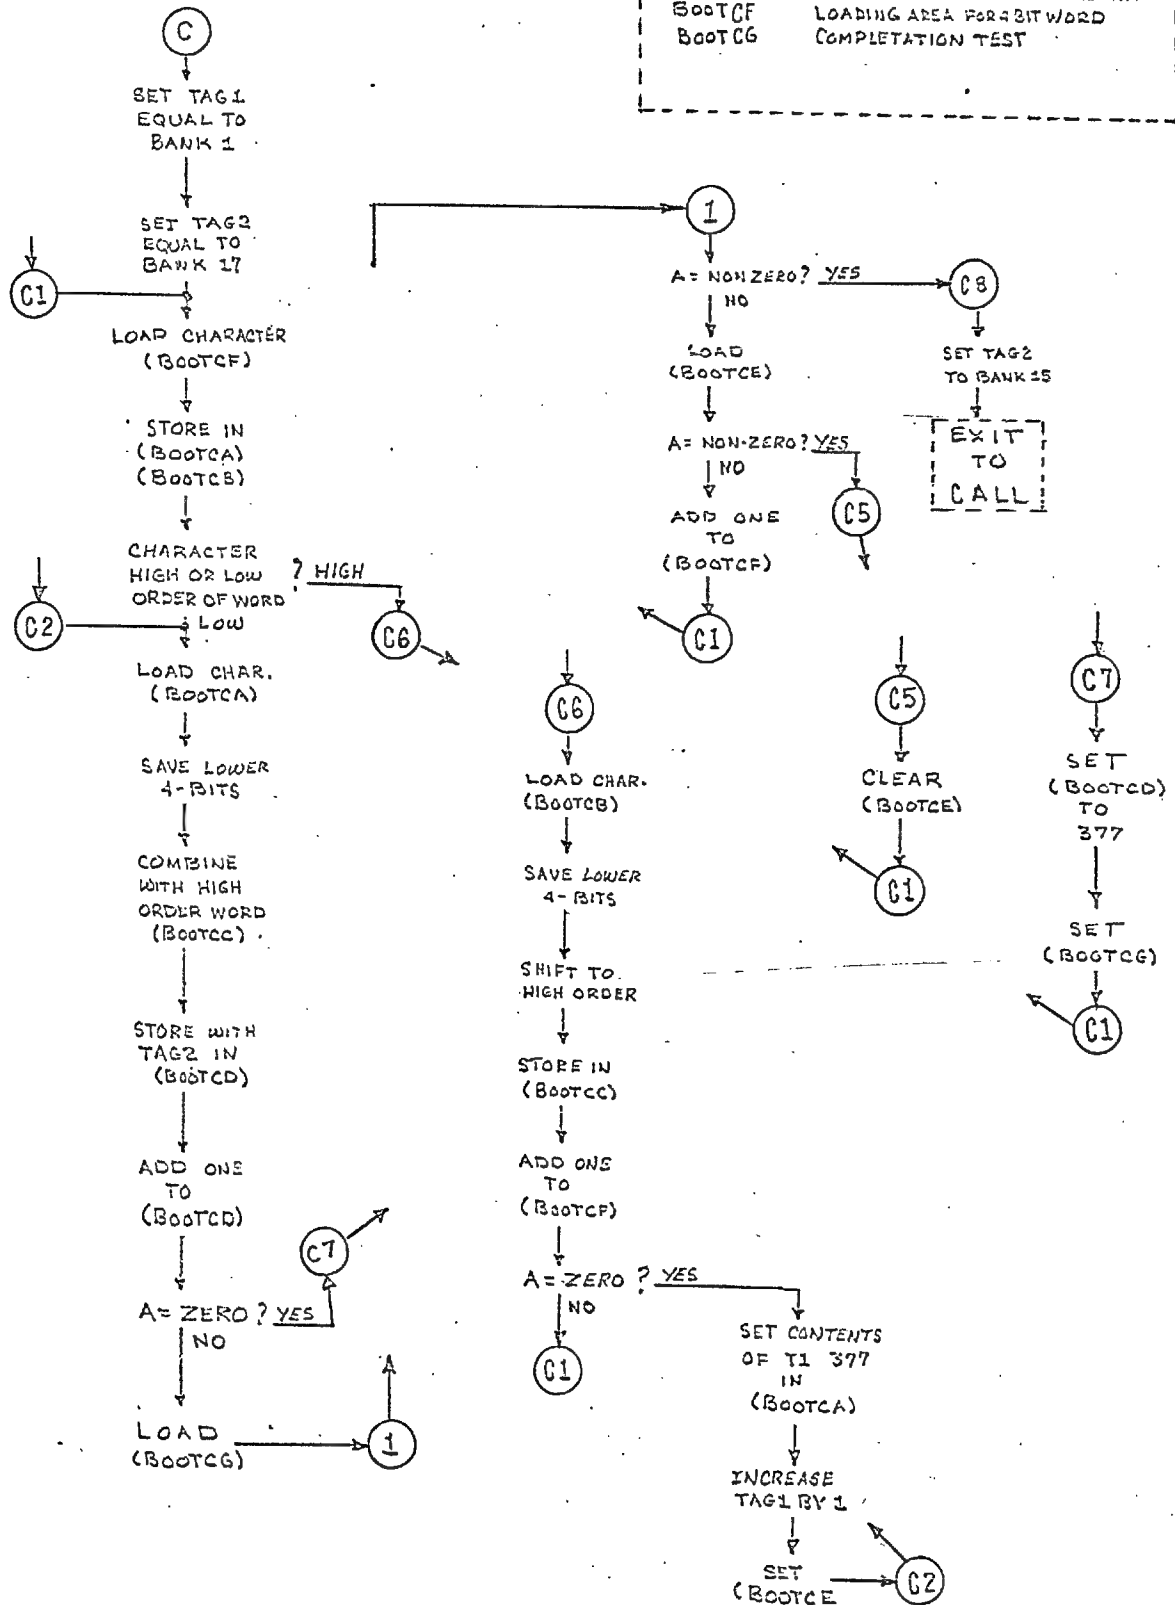 BOOTCF LOADING AREA FOR 4 BIT WORD
BOOTCG COMPLETATION TEST
C
SET TAG1
EQUAL TO
BANK 1
SET TAG2
EQUAL TO
BANK 17
C1
LOAD CHARACTER
(BOOTCF)
STORE IN
(BOOTCA)
(BOOTCB)
CHARACTER
HIGH OR LOW ? HIGH
ORDER OF WORD
LOW
C2
C6
LOAD CHAR.
(BOOTCA)
SAVE LOWER
4-BITS
COMBINE
WITH HIGH
ORDER WORD
(BOOTCC)
STORE WITH
TAG2 IN
(BOOTCD)
ADD ONE
TO
(BOOTCD)
C7
A = ZERO? YES
NO
LOAD
(BOOTCG)
1
1
A = NONZERO? YES
NO
C8
SET TAG2
TO BANK 15
EXIT
TO
CALL
LOAD
(BOOTCE)
A = NON-ZERO? YES
NO
C5
ADD ONE
TO
(BOOTCF)
C1
C6
LOAD CHAR.
(BOOTCB)
SAVE LOWER
4-BITS
SHIFT TO
HIGH ORDER
STORE IN
(BOOTCC)
ADD ONE
TO
(BOOTCF)
A = ZERO ? YES
NO
C1
SET CONTENTS
OF T1 377
IN
(BOOTCA)
INCREASE
TAG1 BY 1
SET
(BOOTCE
C2
C5
CLEAR
(BOOTCE)
C1
C7
SET
(BOOTCD)
TO
377
SET
(BOOTCG)
C1